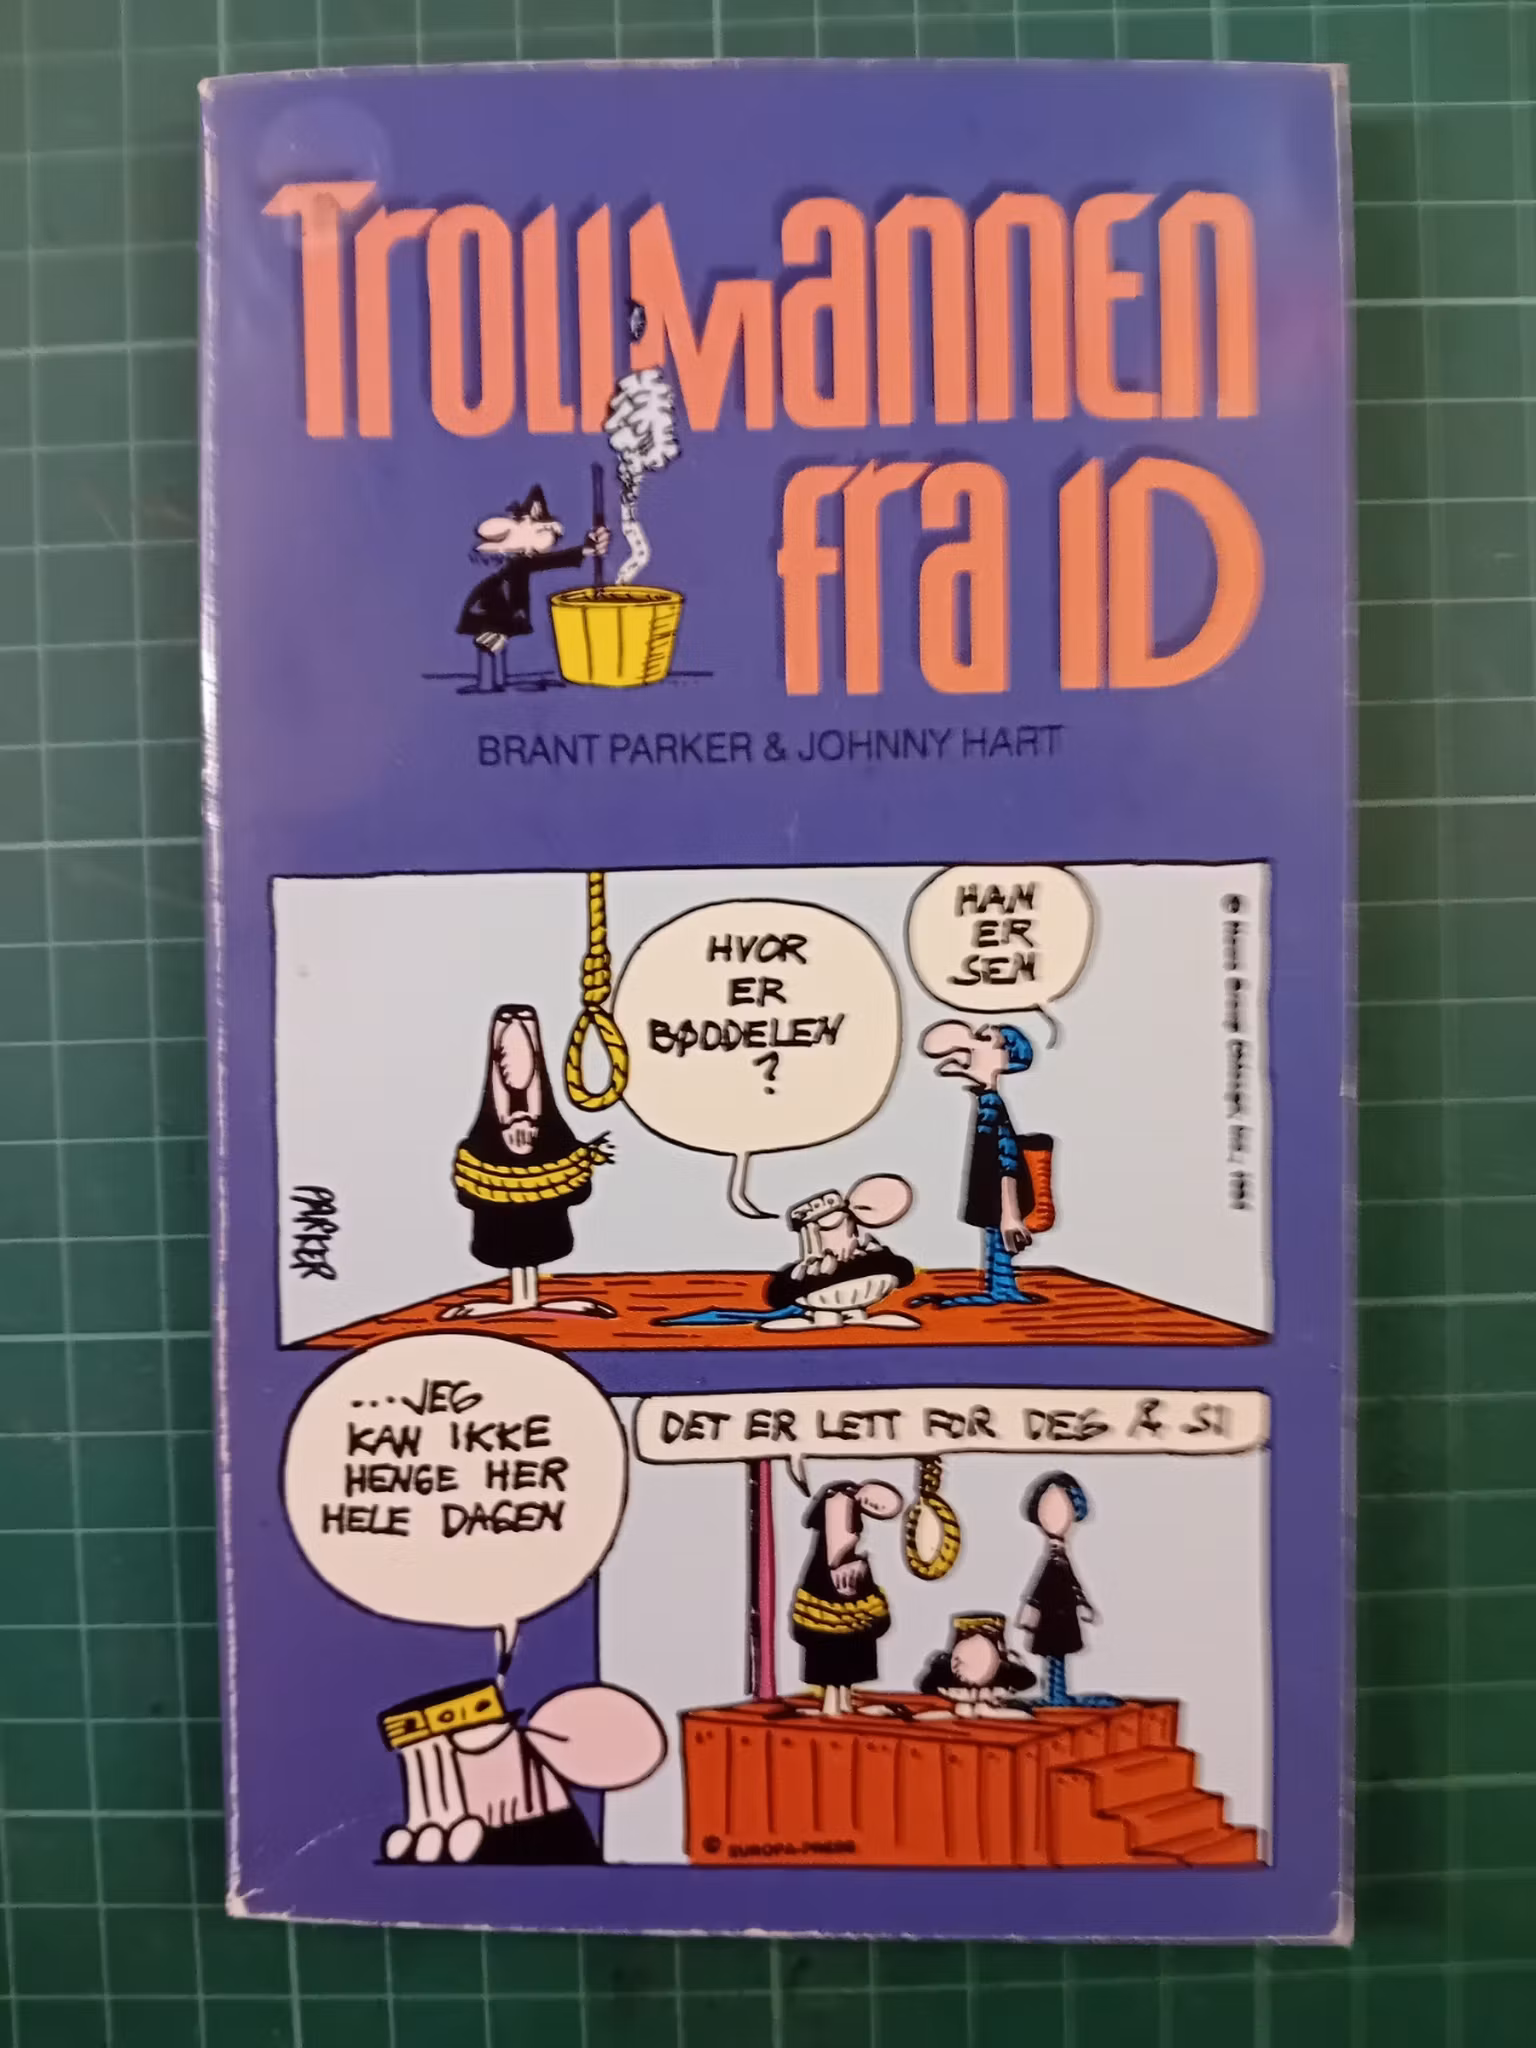 TROLLMANNEN
FRA ID
BRANT PARKER & JOHNNY HART
HVOR
ER
BØDDELEN
?
HAN
ER
SEN
PARKER
...JEG
KAN IKKE
HENGE HER
HELE DAGEN
DET ER LETT FOR DEG Å SI
© EUROPA-PRESS